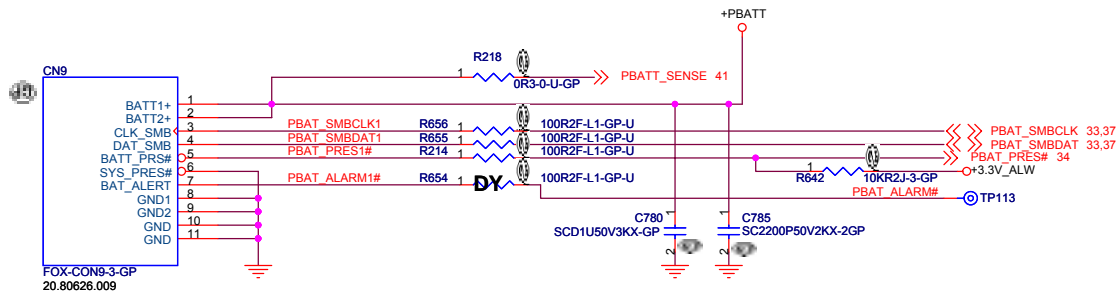 +PBATT
R218
CN9
1
0R3-0-U-GP
PBATT_SENSE 41
BATT1+ 1
BATT2+ 2
CLK_SMB 3 PBAT_SMBCLK1 R656 1 100R2F-L1-GP-U PBAT_SMBCLK 33,37
DAT_SMB 4 PBAT_SMBDAT1 R655 1 100R2F-L1-GP-U PBAT_SMBDAT 33,37
BATT_PRS# 5 PBAT_PRES1# R214 1 100R2F-L1-GP-U PBAT_PRES# 34
SYS_PRES# 6
+3.3V_ALW
R642 1 10KR2J-3-GP
BAT_ALERT 7 PBAT_ALARM1# R654 1 DY 100R2F-L1-GP-U
PBAT_ALARM# TP113
GND1 8
GND2 9
GND 10
GND 11
1 C780
SCD1U50V3KX-GP
2
1 C785
SC2200P50V2KX-2GP
2
FOX-CON9-3-GP
20.80626.009